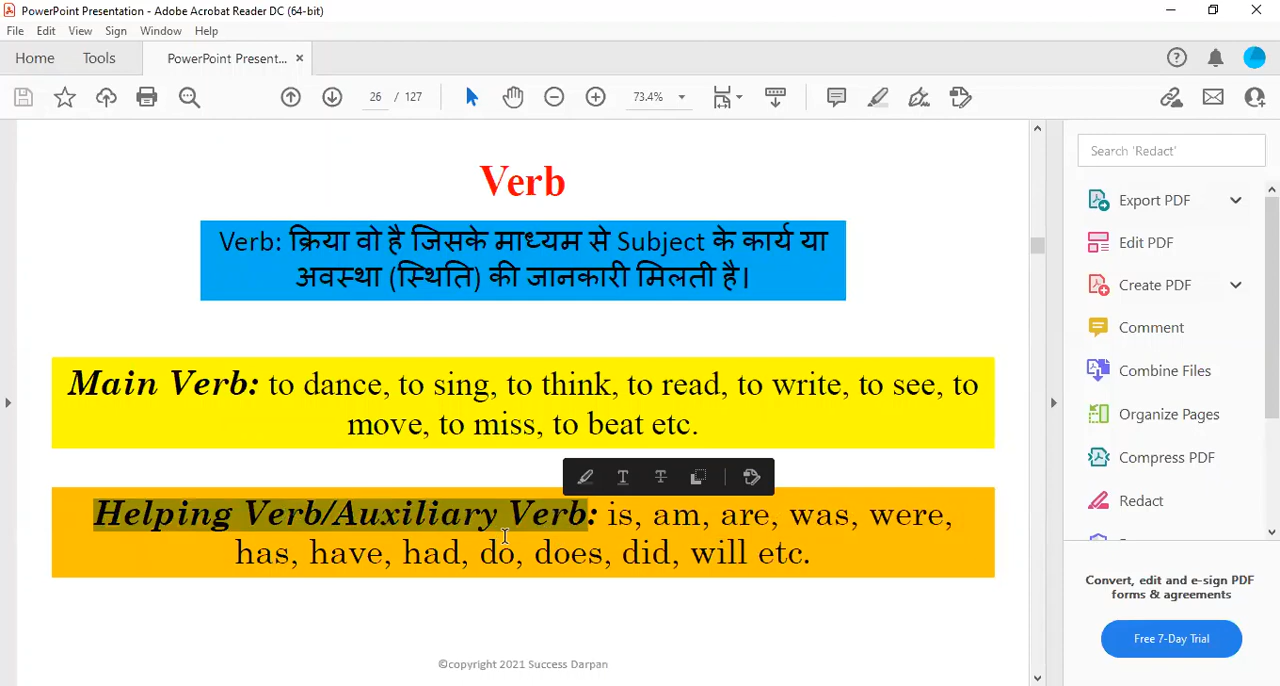 PowerPoint Presentation - Adobe Acrobat Reader DC (64-bit)
File Edit View Sign Window Help
Home Tools PowerPoint Present... ×
26 / 127 73.4%
Search 'Redact'
Verb
Verb: क्रिया वो है जिसके माध्यम से Subject के कार्य या
अवस्था (स्थिति) की जानकारी मिलती है।
Main Verb: to dance, to sing, to think, to read, to write, to see, to
move, to miss, to beat etc.
Helping Verb/Auxiliary Verb: is, am, are, was, were,
has, have, had, do, does, did, will etc.
©copyright 2021 Success Darpan
Export PDF
Edit PDF
Create PDF
Comment
Combine Files
Organize Pages
Compress PDF
Redact
Convert, edit and e-sign PDF
forms & agreements
Free 7-Day Trial